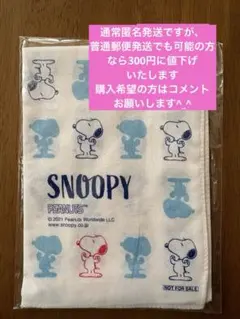 通常匿名発送ですが、
普通郵便発送でも可能の方
なら300円に値下げ
いたします
購入希望の方はコメント
お願いします^_^
SNOOPY
PEANUTS™
© 2021 Peanuts Worldwide LLC
www.snoopy.co.jp
NOT FOR SALE